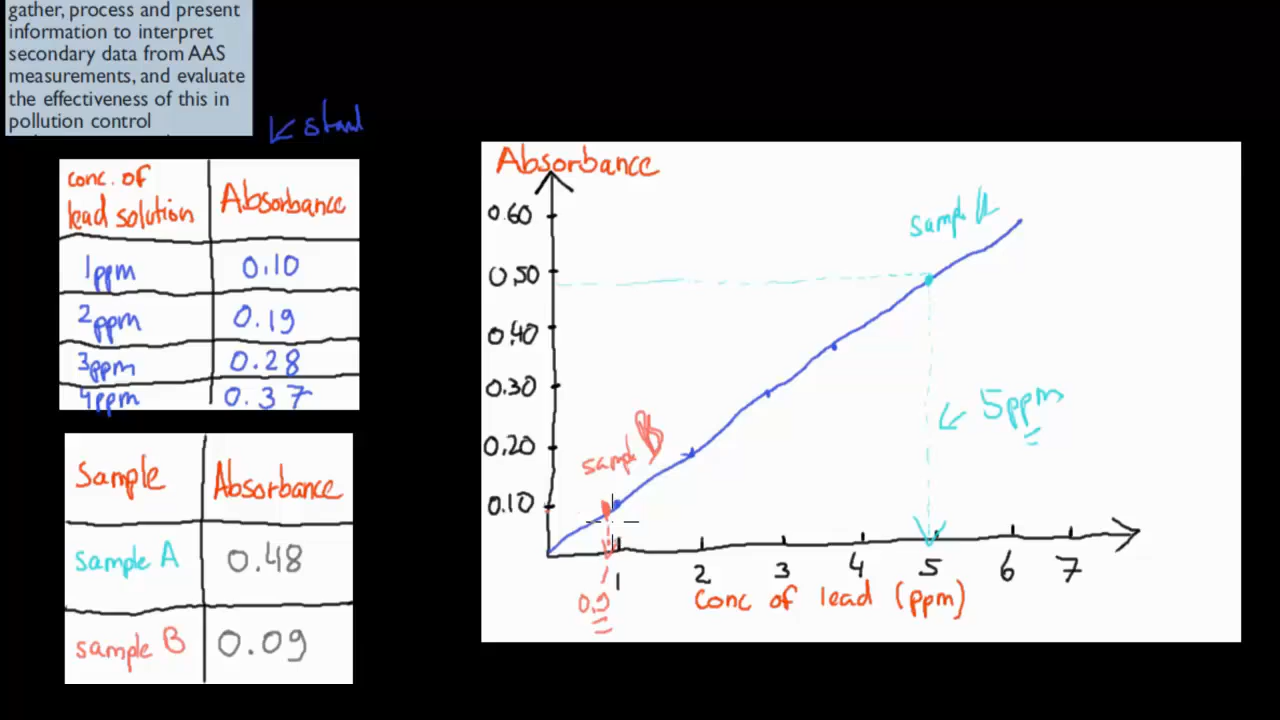 gather, process and present
information to interpret
secondary data from AAS
measurements, and evaluate
the effectiveness of this in
pollution control
stand
conc. of
lead solution
Absorbance
1ppm
0.10
2ppm
0.19
3ppm
0.28
4ppm
0.37
Sample
Absorbance
sample A
0.48
sample B
0.09
Absorbance
0.60
0.50
0.40
0.30
0.20
0.10
sample A
sample B
5ppm
1 2 3 4 5 6 7
0.9
Conc of lead (ppm)